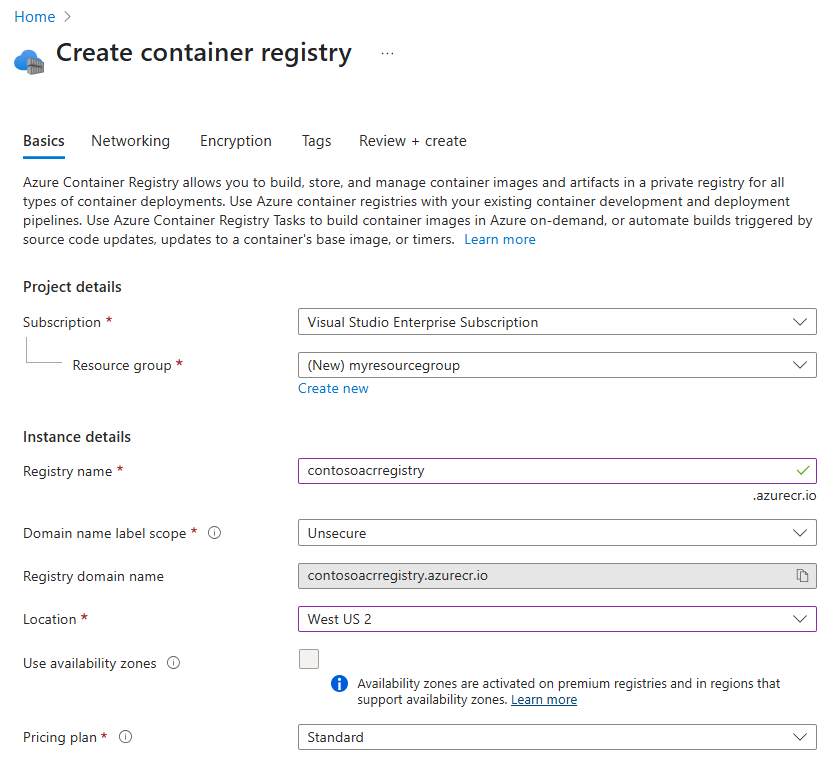 Home
Create container registry ...
Basics Networking Encryption Tags Review + create
Azure Container Registry allows you to build, store, and manage container images and artifacts in a private registry for all
types of container deployments. Use Azure container registries with your existing container development and deployment
pipelines. Use Azure Container Registry Tasks to build container images in Azure on-demand, or automate builds triggered by
source code updates, updates to a container's base image, or timers. Learn more
Project details
Subscription * Visual Studio Enterprise Subscription
Resource group * (New) myresourcegroup
Create new
Instance details
Registry name * contosoacrregistry
.azurecr.io
Domain name label scope * Unsecure
Registry domain name contosoacrregistry.azurecr.io
Location * West US 2
Use availability zones
Availability zones are activated on premium registries and in regions that
support availability zones. Learn more
Pricing plan * Standard